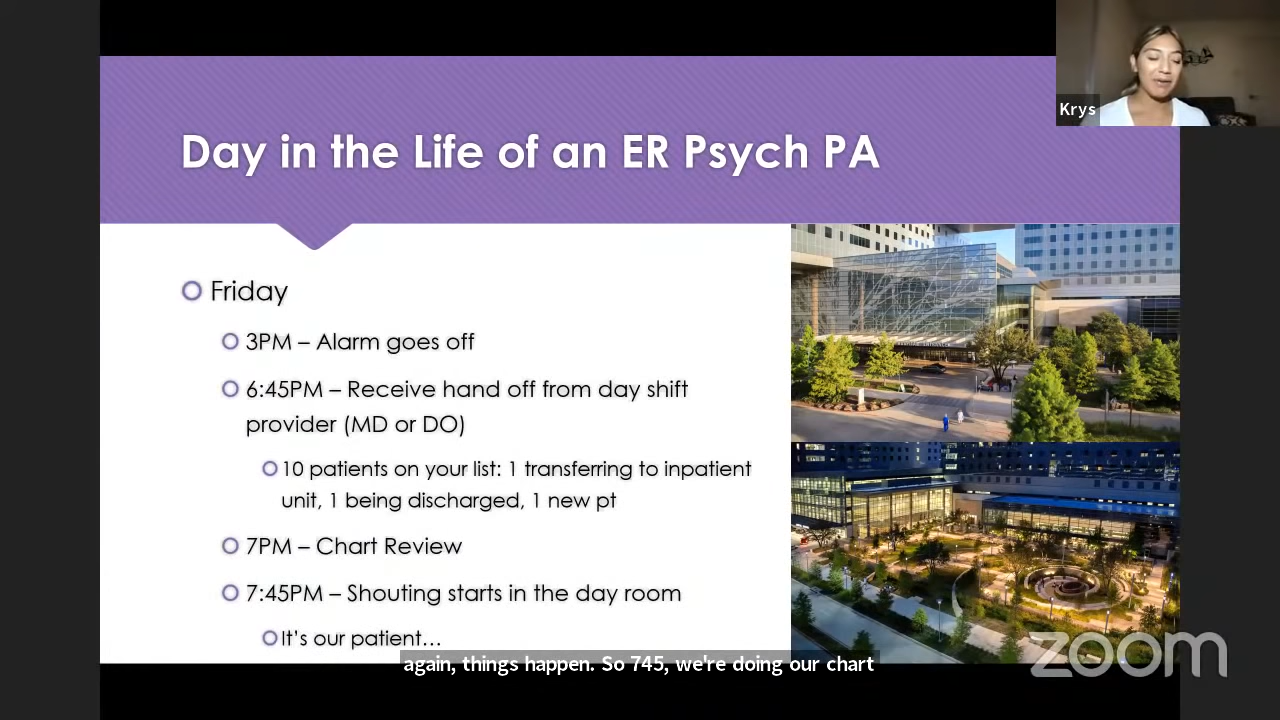 Krys
Day in the Life of an ER Psych PA
Friday
3PM – Alarm goes off
6:45PM – Receive hand off from day shift
provider (MD or DO)
10 patients on your list: 1 transferring to inpatient
unit, 1 being discharged, 1 new pt
7PM – Chart Review
7:45PM – Shouting starts in the day room
It’s our patient…
again, things happen. So 745, we're doing our chart
zoom